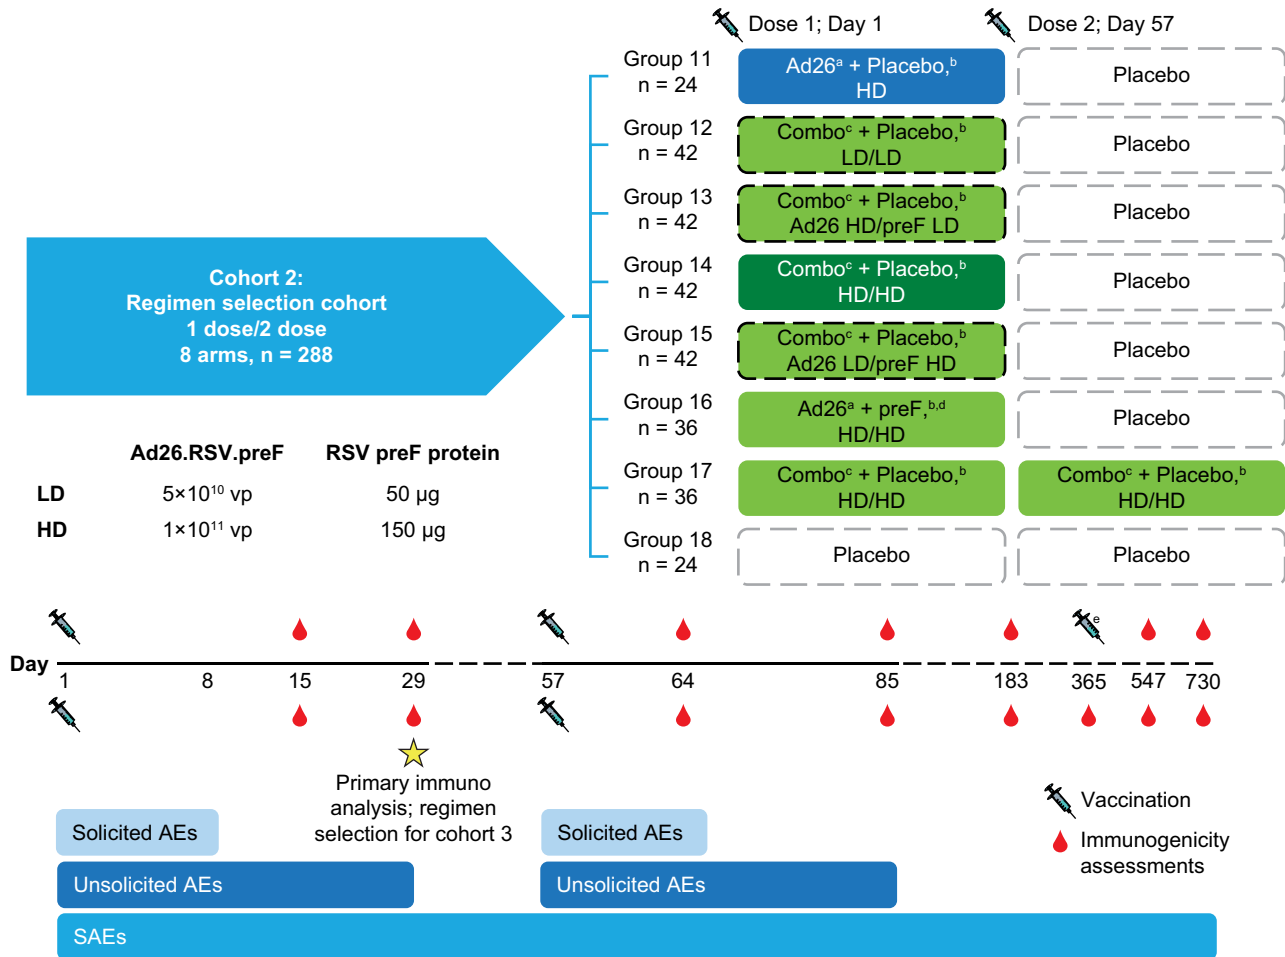 Dose 1; Day 1
Dose 2; Day 57
Group 11
n = 24
Ad26ᵃ + Placebo,ᵇ
HD
Placebo
Group 12
n = 42
Comboᶜ + Placebo,ᵇ
LD/LD
Placebo
Group 13
n = 42
Comboᶜ + Placebo,ᵇ
Ad26 HD/preF LD
Placebo
Group 14
n = 42
Comboᶜ + Placebo,ᵇ
HD/HD
Placebo
Group 15
n = 42
Comboᶜ + Placebo,ᵇ
Ad26 LD/preF HD
Placebo
Group 16
n = 36
Ad26ᵃ + preF,ᵇ,ᵈ
HD/HD
Placebo
Group 17
n = 36
Comboᶜ + Placebo,ᵇ
HD/HD
Comboᶜ + Placebo,ᵇ
HD/HD
Group 18
n = 24
Placebo
Placebo
Cohort 2:
Regimen selection cohort
1 dose/2 dose
8 arms, n = 288
Ad26.RSV.preF RSV preF protein
LD 5×10¹⁰ vp 50 µg
HD 1×10¹¹ vp 150 µg
e
Day
1 8 15 29 57 64 85 183 365 547 730
Primary immuno
analysis; regimen
selection for cohort 3
Solicited AEs
Solicited AEs
Unsolicited AEs
Unsolicited AEs
SAEs
Vaccination
Immunogenicity
assessments